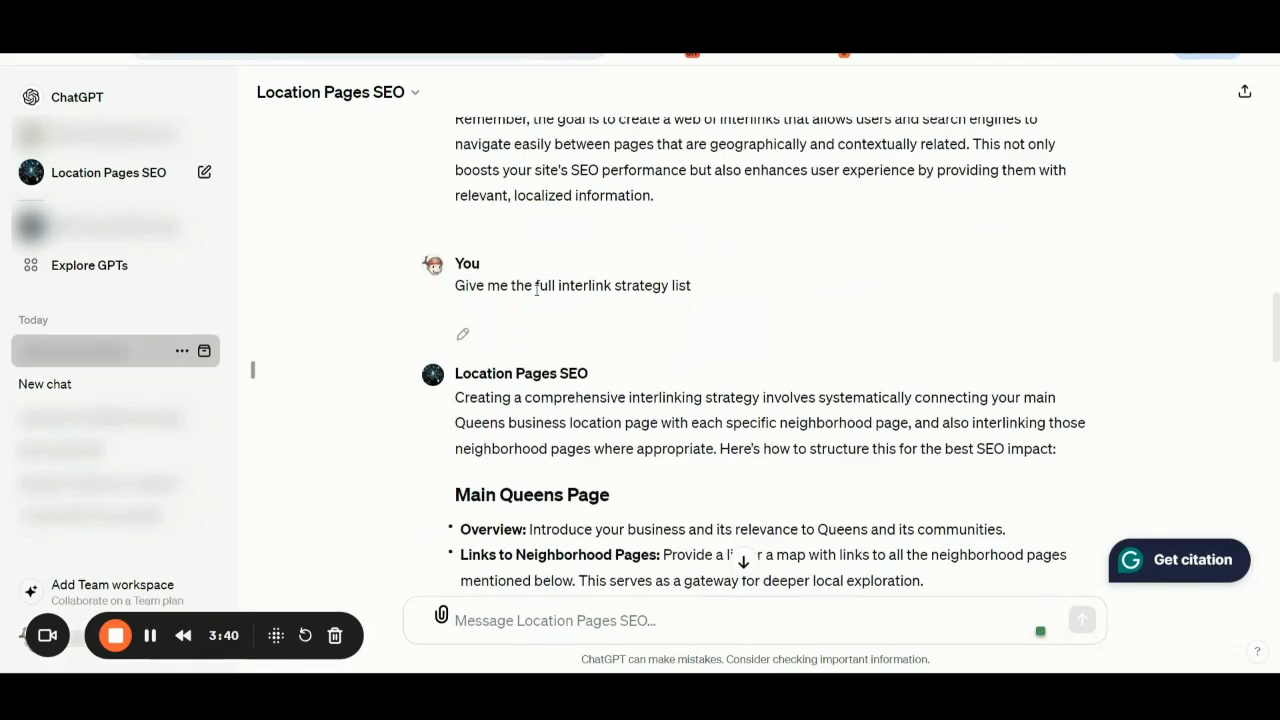 ChatGPT
Location Pages SEO
Explore GPTs
Today
New chat
Add Team workspace
Collaborate on a Team plan
3:40
Location Pages SEO
Remember, the goal is to create a web of interlinks that allows users and search engines to
navigate easily between pages that are geographically and contextually related. This not only
boosts your site's SEO performance but also enhances user experience by providing them with
relevant, localized information.
You
Give me the full interlink strategy list
Location Pages SEO
Creating a comprehensive interlinking strategy involves systematically connecting your main
Queens business location page with each specific neighborhood page, and also interlinking those
neighborhood pages where appropriate. Here's how to structure this for the best SEO impact:
Main Queens Page
• Overview: Introduce your business and its relevance to Queens and its communities.
• Links to Neighborhood Pages: Provide a r a map with links to all the neighborhood pages
mentioned below. This serves as a gateway for deeper local exploration.
Get citation
Message Location Pages SEO...
ChatGPT can make mistakes. Consider checking important information.
?